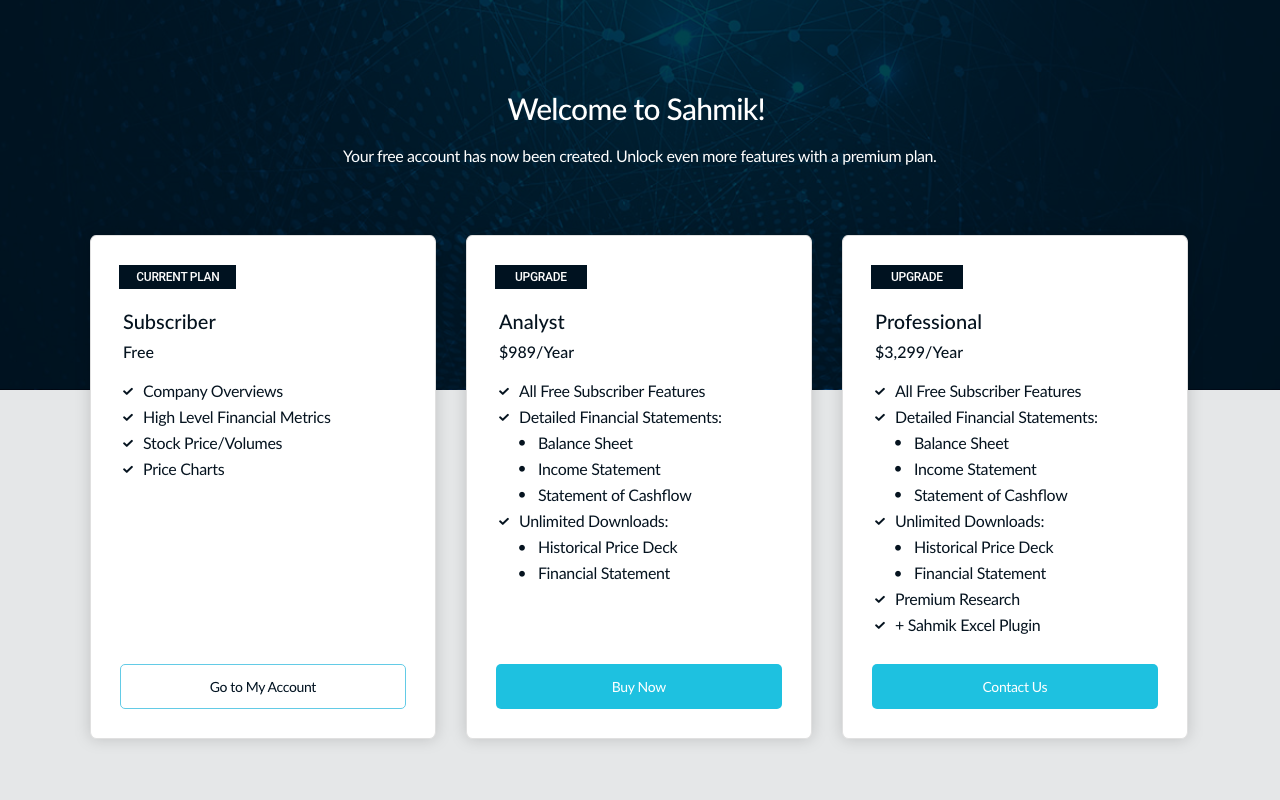 Welcome to Sahmik!
Your free account has now been created. Unlock even more features with a premium plan.
CURRENT PLAN
Subscriber
Free
Company Overviews
High Level Financial Metrics
Stock Price/Volumes
Price Charts
Go to My Account
UPGRADE
Analyst
$989/Year
All Free Subscriber Features
Detailed Financial Statements:
Balance Sheet
Income Statement
Statement of Cashflow
Unlimited Downloads:
Historical Price Deck
Financial Statement
Buy Now
UPGRADE
Professional
$3,299/Year
All Free Subscriber Features
Detailed Financial Statements:
Balance Sheet
Income Statement
Statement of Cashflow
Unlimited Downloads:
Historical Price Deck
Financial Statement
Premium Research
+ Sahmik Excel Plugin
Contact Us